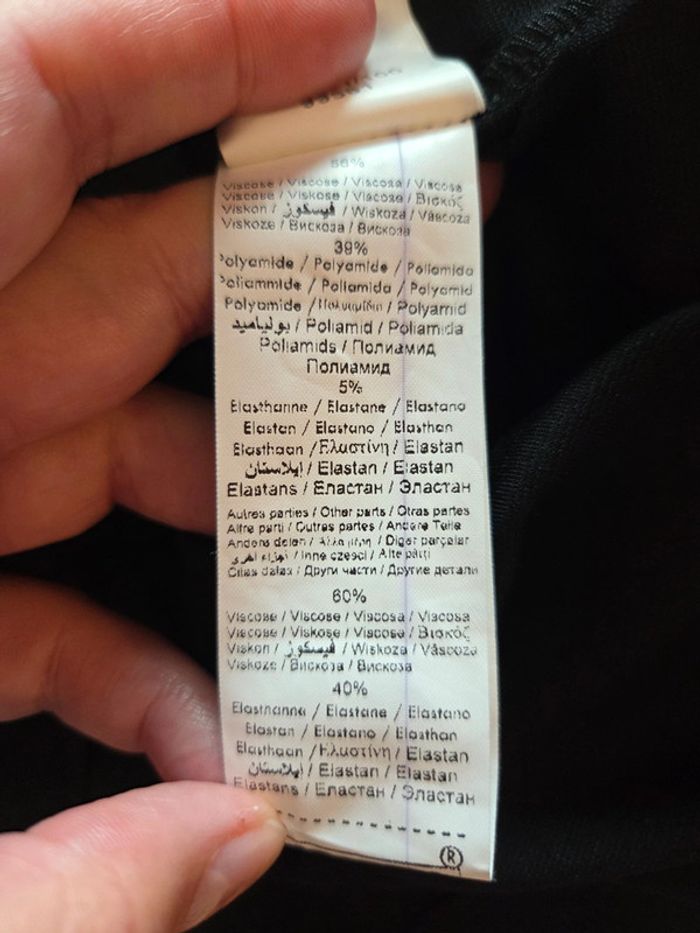 56%
Viscose / Viscose / Viscosa / Viscosa
Viscose / Viskose / Viscose / Βισκόζ
Viskon / فيسكوز / Wiskoza / Vâscoza
Viskoze / Вискоза / Вискоза
39%
Polyamide / Polyamide / Poliamida
Poliammide / Poliamida / Polyamid
Polyamide / Πολυαμίδιο / Polyamid
بولياميد / Poliamid / Poliamida
Poliamids / Полиамид
Полиамид
5%
Elasthanne / Elastane / Elastano
Elastan / Elastano / Elasthan
Elasthaan / Ελαστίνη / Elastan
إيلاستان / Elastan / Elastan
Elastans / Еластан / Эластан
Autres parties / Other parts / Otras partes
Altre parti / Outras partes / Andere Teile
Andere delen / Άλλα μέρη / Diger parçalar
أجزاء أخرى / Inne czesci / Alte părţi
Citas daļas / Други части / Другие детали
60%
Viscose / Viscose / Viscosa / Viscosa
Viscose / Viskose / Viscose / Βισκόζ
Viskon / فيسكوز / Wiskoza / Vâscoza
Viskoze / Вискоза / Вискоза
40%
Elasthanne / Elastane / Elastano
Elastan / Elastano / Elasthan
Elasthaan / Ελαστίνη / Elastan
إيلاستان / Elastan / Elastan
Elastans / Еластан / Эластан
®